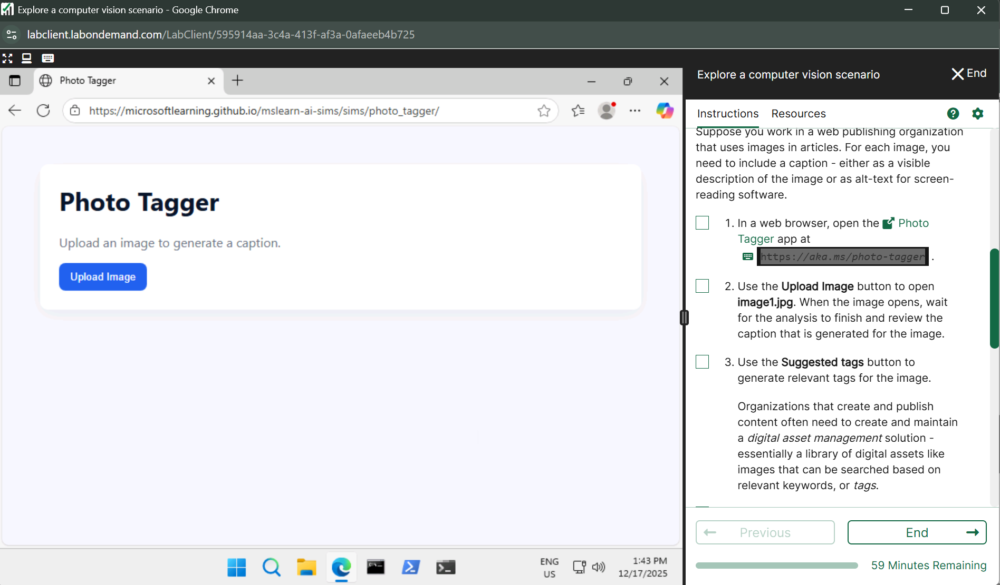 Explore a computer vision scenario - Google Chrome
labclient.labondemand.com/LabClient/595914aa-3c4a-413f-af3a-0afaeeb4b725
Photo Tagger
https://microsoftlearning.github.io/mslearn-ai-sims/sims/photo_tagger/
Photo Tagger
Upload an image to generate a caption.
Upload Image
ENG
US
1:43 PM
12/17/2025
Explore a computer vision scenario
End
Instructions
Resources
Suppose you work in a web publishing organization
that uses images in articles. For each image, you
need to include a caption - either as a visible
description of the image or as alt-text for screen-
reading software.
1. In a web browser, open the Photo
Tagger app at
https://aka.ms/photo-tagger .
2. Use the Upload Image button to open
image1.jpg. When the image opens, wait
for the analysis to finish and review the
caption that is generated for the image.
3. Use the Suggested tags button to
generate relevant tags for the image.
Organizations that create and publish
content often need to create and maintain
a digital asset management solution -
essentially a library of digital assets like
images that can be searched based on
relevant keywords, or tags.
Previous
End
59 Minutes Remaining